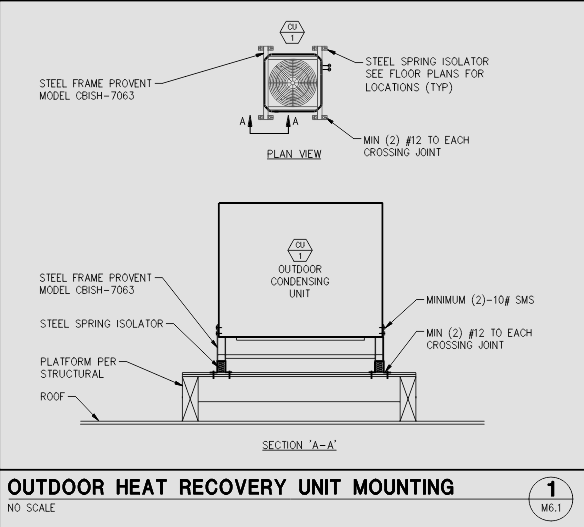 CU
1
STEEL FRAME PROVENT
MODEL CBISH-7063
STEEL SPRING ISOLATOR
SEE FLOOR PLANS FOR
LOCATIONS (TYP)
A
A
MIN (2) #12 TO EACH
CROSSING JOINT
PLAN VIEW
CU
1
OUTDOOR
CONDENSING
UNIT
STEEL FRAME PROVENT
MODEL CBISH-7063
MINIMUM (2)-10# SMS
STEEL SPRING ISOLATOR
MIN (2) #12 TO EACH
CROSSING JOINT
PLATFORM PER
STRUCTURAL
ROOF
SECTION 'A-A'
OUTDOOR HEAT RECOVERY UNIT MOUNTING
1
NO SCALE
M6.1